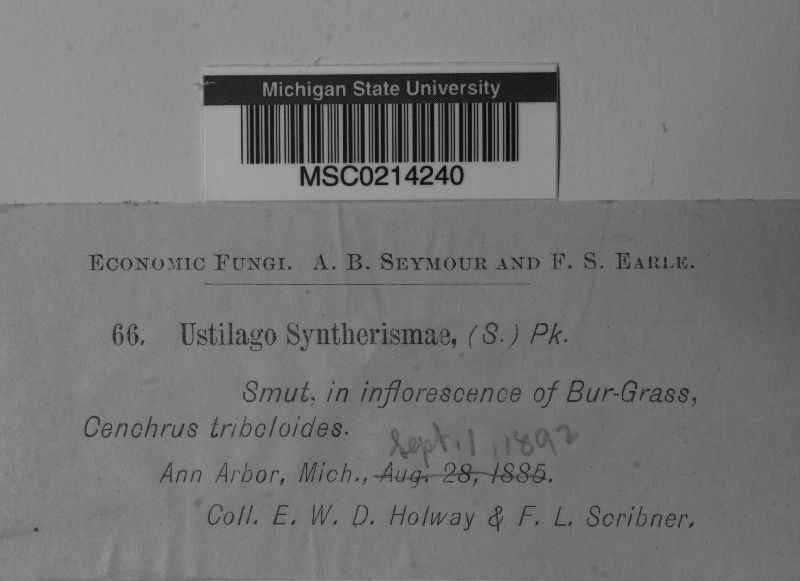 Michigan State University
MSC0214240
ECONOMIC FUNGI. A. B. SEYMOUR AND F. S. EARLE.
66. Ustilago Syntherismae, (S.) Pk.
Smut, in inflorescence of Bur-Grass,
Cenchrus tribcloides.
Sept. 1, 1892
Ann Arbor, Mich., Aug. 28, 1885.
Coll. E. W. D. Holway & F. L. Scribner.